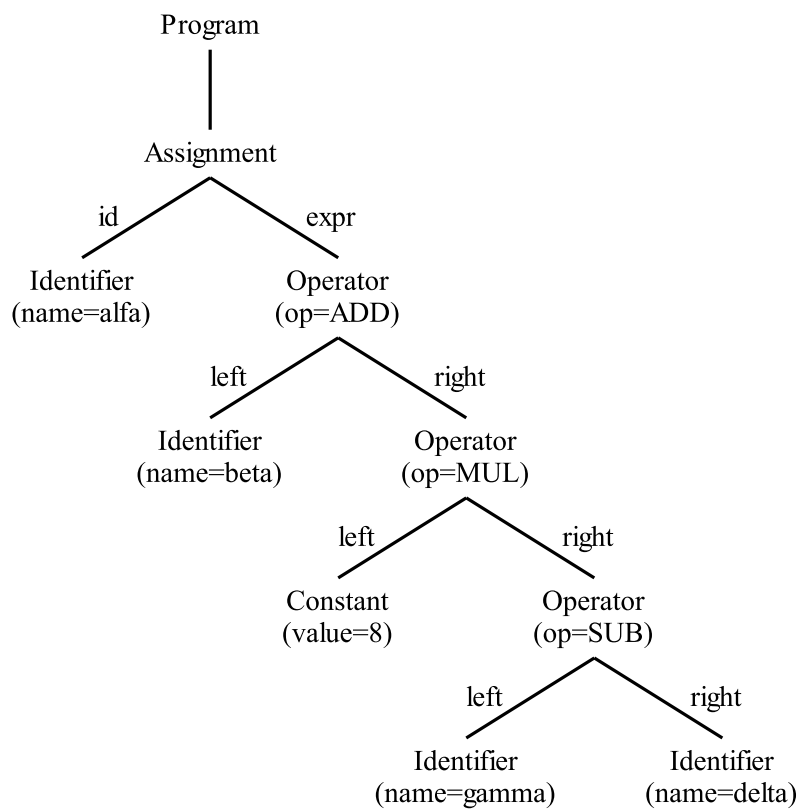 Program
Assignment
id
expr
Identifier
(name=alfa)
Operator
(op=ADD)
left
right
Identifier
(name=beta)
Operator
(op=MUL)
left
right
Constant
(value=8)
Operator
(op=SUB)
left
right
Identifier
(name=gamma)
Identifier
(name=delta)